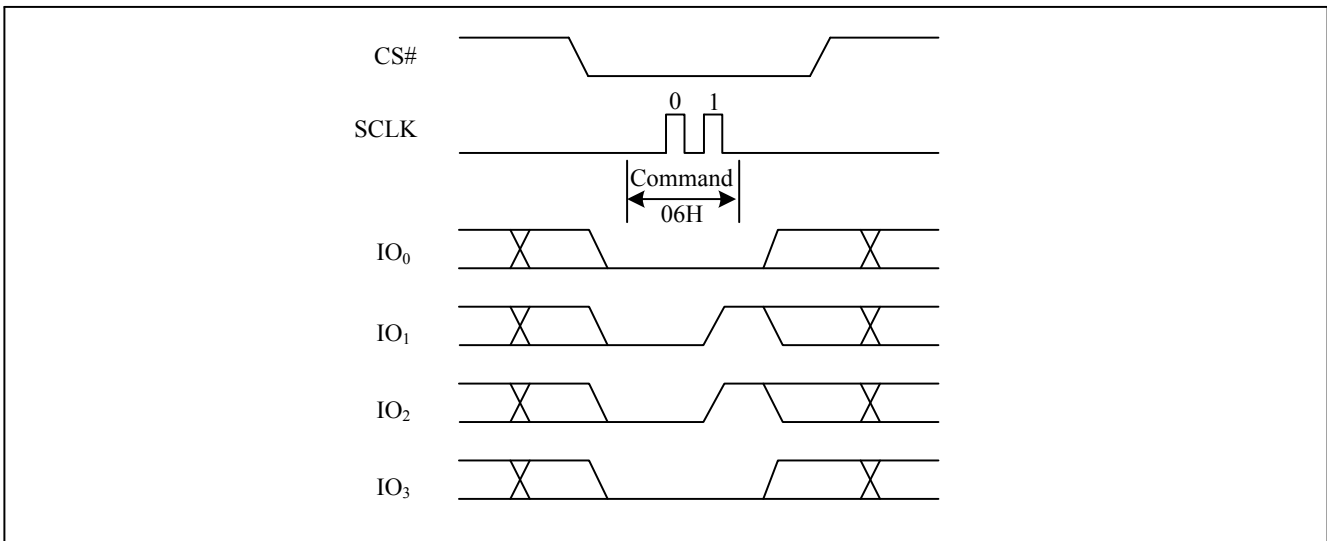 CS#
0 1
SCLK
Command
06H
IO₀
IO₁
IO₂
IO₃